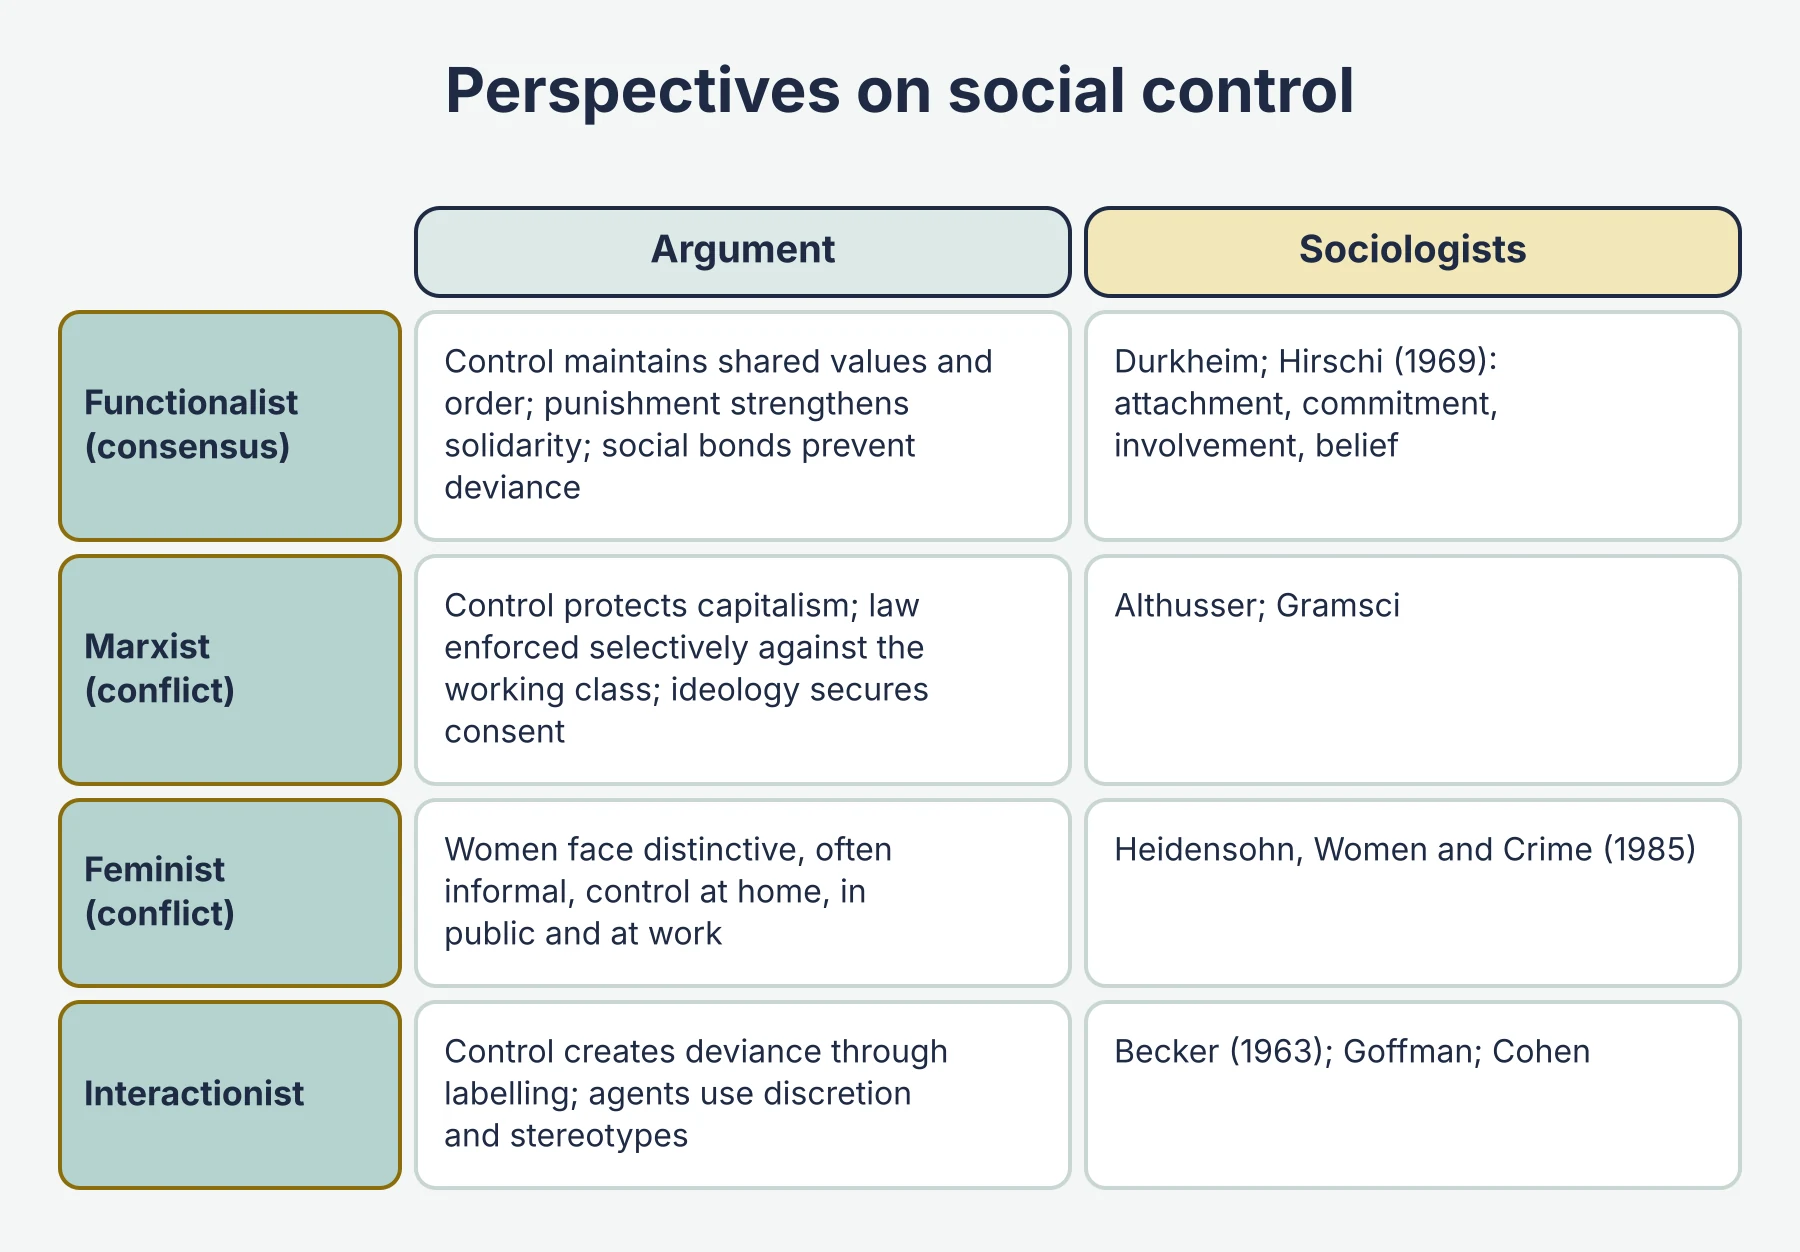 Perspectives on social control
Argument
Sociologists
Functionalist
(consensus)
Control maintains shared values and
order; punishment strengthens
solidarity; social bonds prevent
deviance
Durkheim; Hirschi (1969):
attachment, commitment,
involvement, belief
Marxist
(conflict)
Control protects capitalism; law
enforced selectively against the
working class; ideology secures
consent
Althusser; Gramsci
Feminist
(conflict)
Women face distinctive, often
informal, control at home, in
public and at work
Heidensohn, Women and Crime (1985)
Interactionist
Control creates deviance through
labelling; agents use discretion
and stereotypes
Becker (1963); Goffman; Cohen